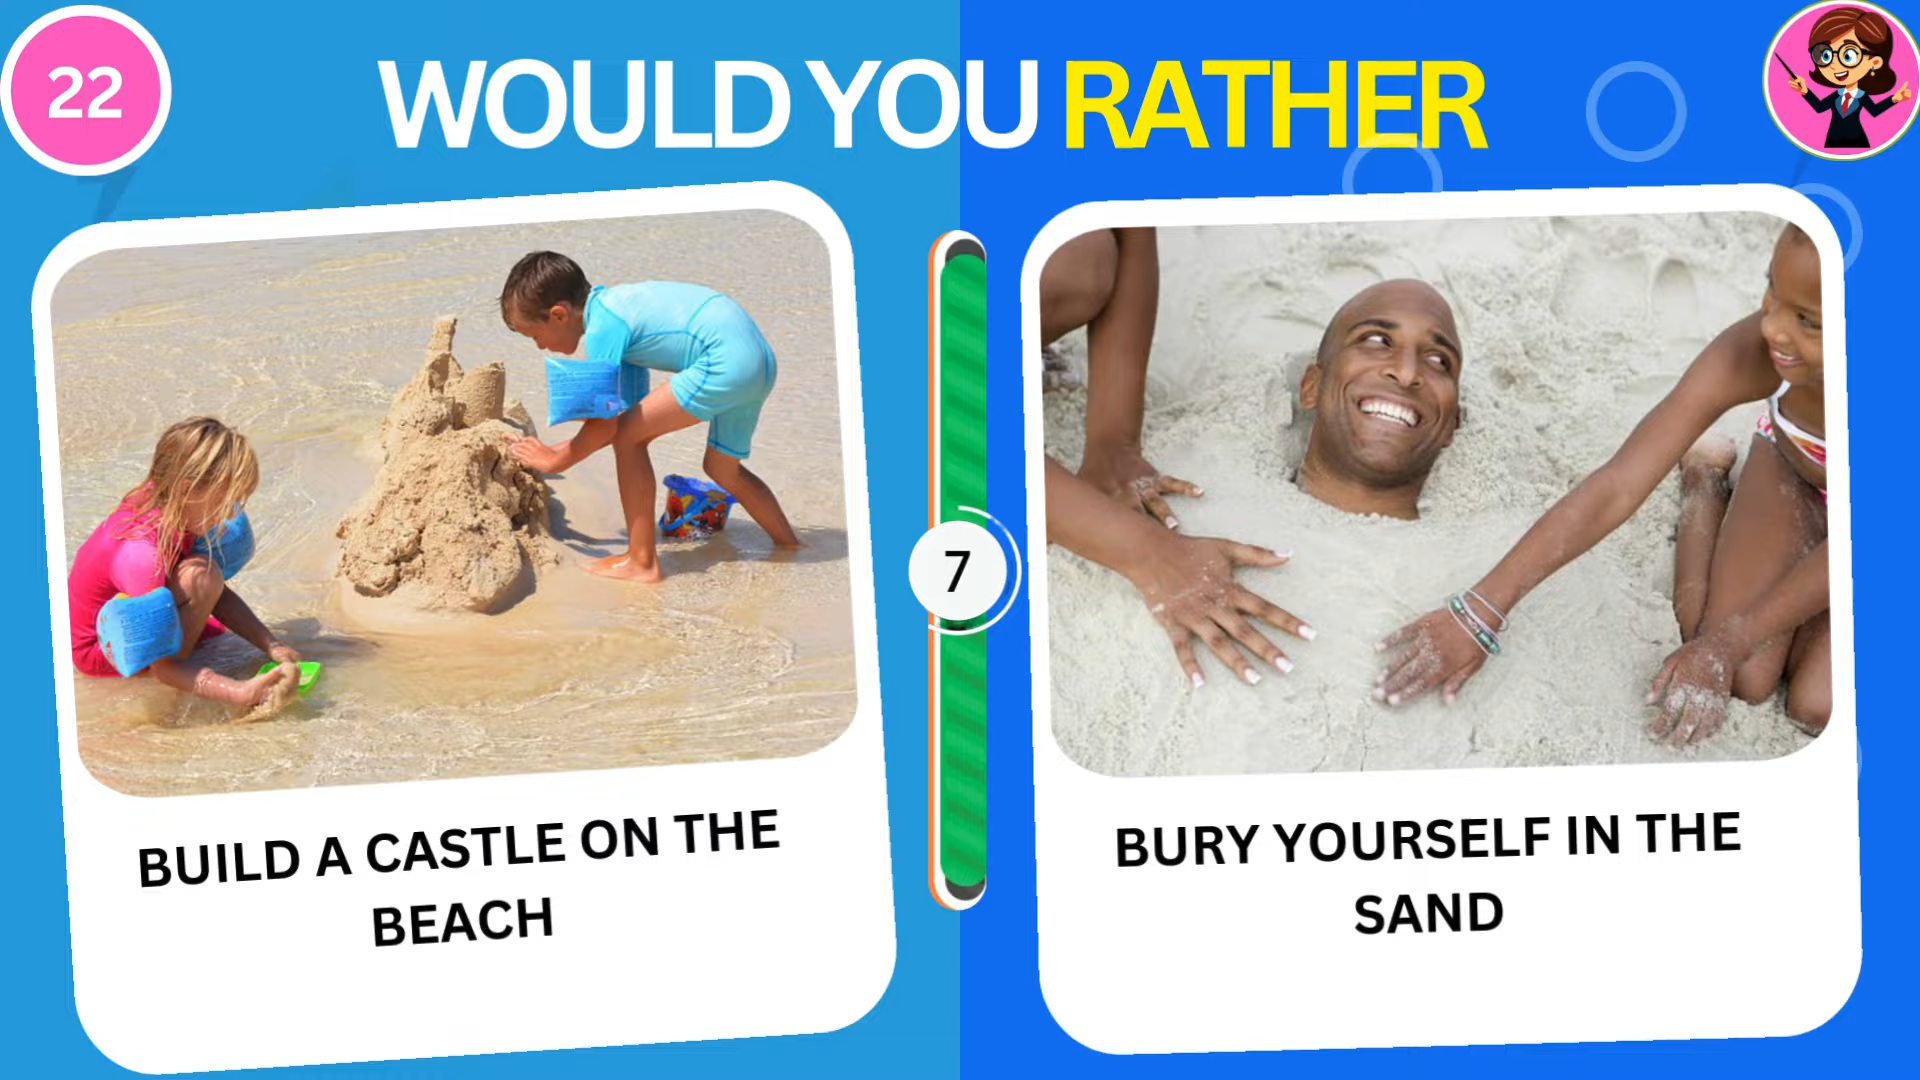 22
WOULD YOU RATHER
7
BUILD A CASTLE ON THE
BEACH
BURY YOURSELF IN THE
SAND